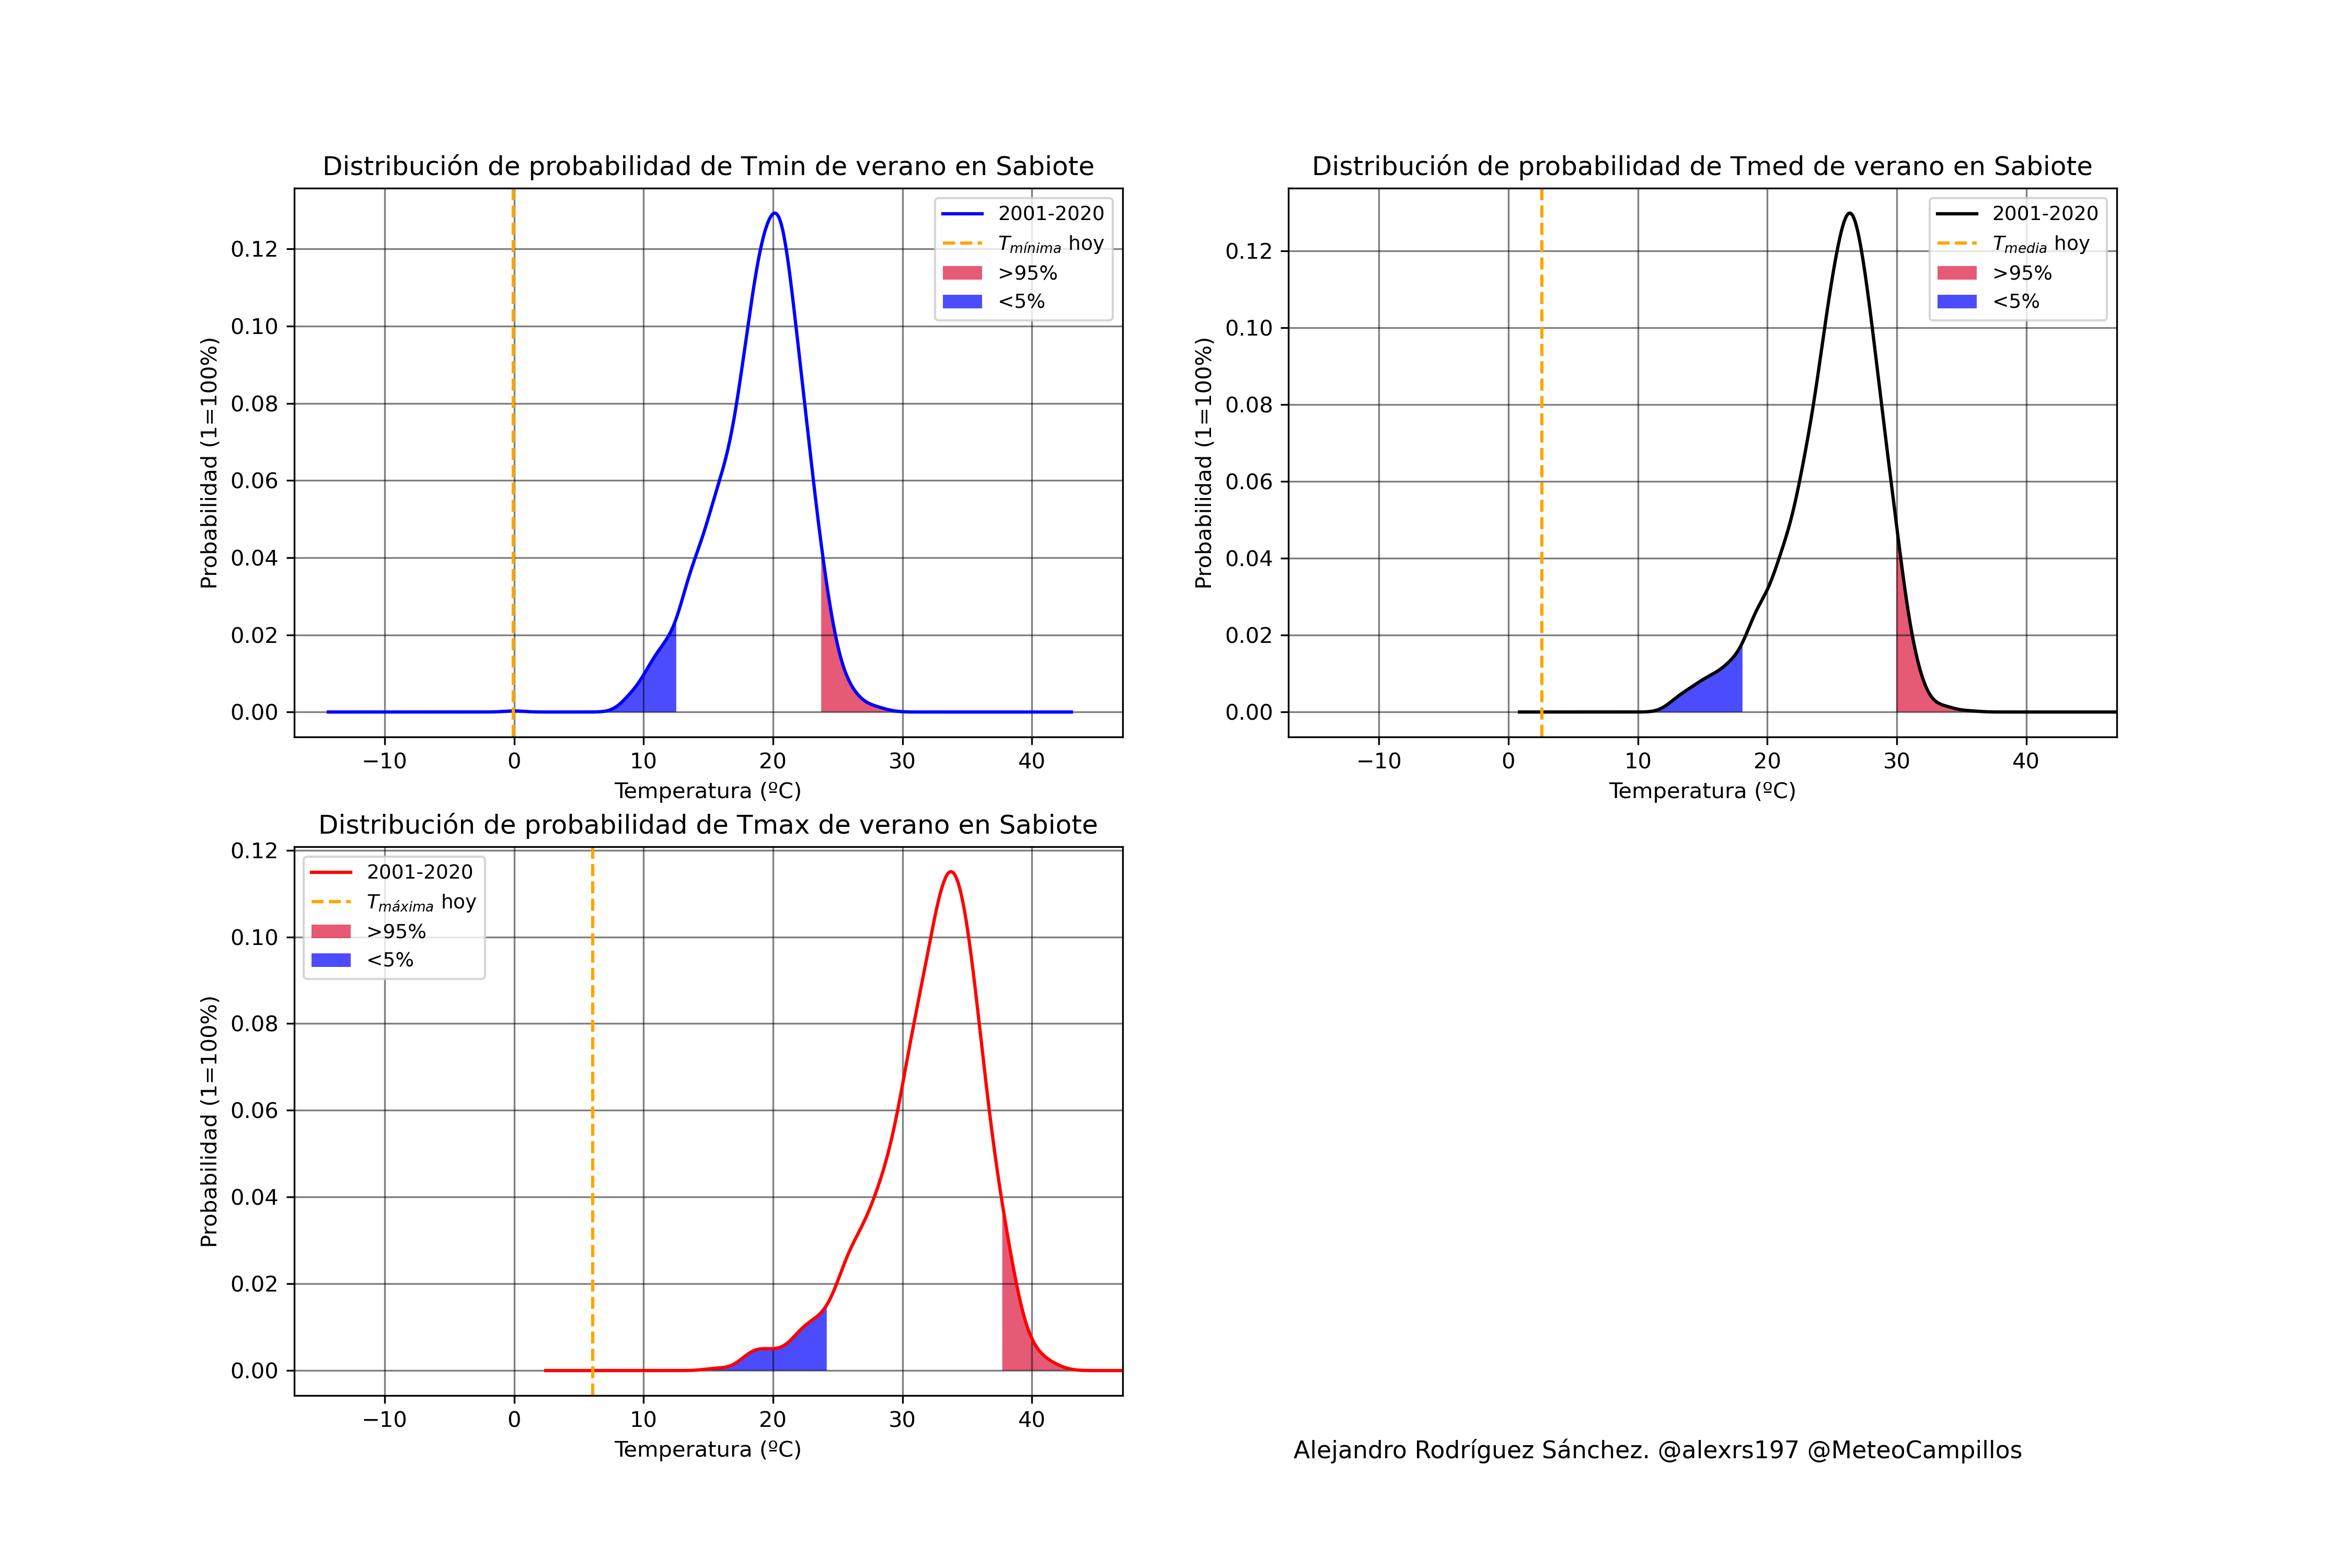 Distribución de probabilidad de Tmin de verano en Sabiote
2001-2020
Tmínima hoy
>95%
<5%
0.12
0.10
0.08
0.06
0.04
0.02
0.00
Probabilidad (1=100%)
−10 0 10 20 30 40
Temperatura (ºC)
Distribución de probabilidad de Tmed de verano en Sabiote
2001-2020
Tmedia hoy
>95%
<5%
0.12
0.10
0.08
0.06
0.04
0.02
0.00
Probabilidad (1=100%)
−10 0 10 20 30 40
Temperatura (ºC)
Distribución de probabilidad de Tmax de verano en Sabiote
2001-2020
Tmáxima hoy
>95%
<5%
0.12
0.10
0.08
0.06
0.04
0.02
0.00
Probabilidad (1=100%)
−10 0 10 20 30 40
Temperatura (ºC)
Alejandro Rodríguez Sánchez. @alexrs197 @MeteoCampillos